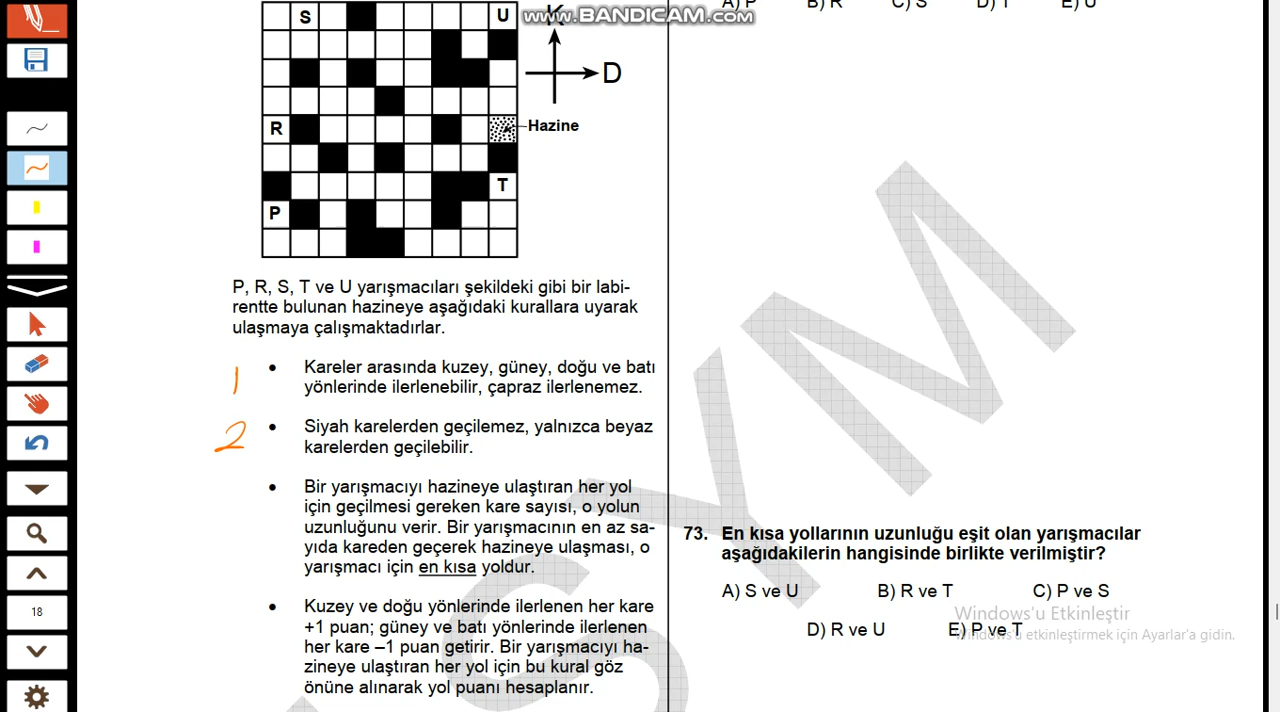 A) P B) R C) S D) T E) U
www.BANDICAM.com
S
U
K
D
R
Hazine
T
P
P, R, S, T ve U yarışmacıları şekildeki gibi bir labi-
rentte bulunan hazineye aşağıdaki kurallara uyarak
ulaşmaya çalışmaktadırlar.
1
• Kareler arasında kuzey, güney, doğu ve batı
yönlerinde ilerlenebilir, çapraz ilerlenemez.
2
• Siyah karelerden geçilemez, yalnızca beyaz
karelerden geçilebilir.
• Bir yarışmacıyı hazineye ulaştıran her yol
için geçilmesi gereken kare sayısı, o yolun
uzunluğunu verir. Bir yarışmacının en az sa-
yıda kareden geçerek hazineye ulaşması, o
yarışmacı için en kısa yoldur.
• Kuzey ve doğu yönlerinde ilerlenen her kare
+1 puan; güney ve batı yönlerinde ilerlenen
her kare –1 puan getirir. Bir yarışmacıyı ha-
zineye ulaştıran her yol için bu kural göz
önüne alınarak yol puanı hesaplanır.
73. En kısa yollarının uzunluğu eşit olan yarışmacılar
aşağıdakilerin hangisinde birlikte verilmiştir?
A) S ve U B) R ve T C) P ve S
D) R ve U E) P ve T
Windows'u Etkinleştir
Windows'u etkinleştirmek için Ayarlar'a gidin.
18